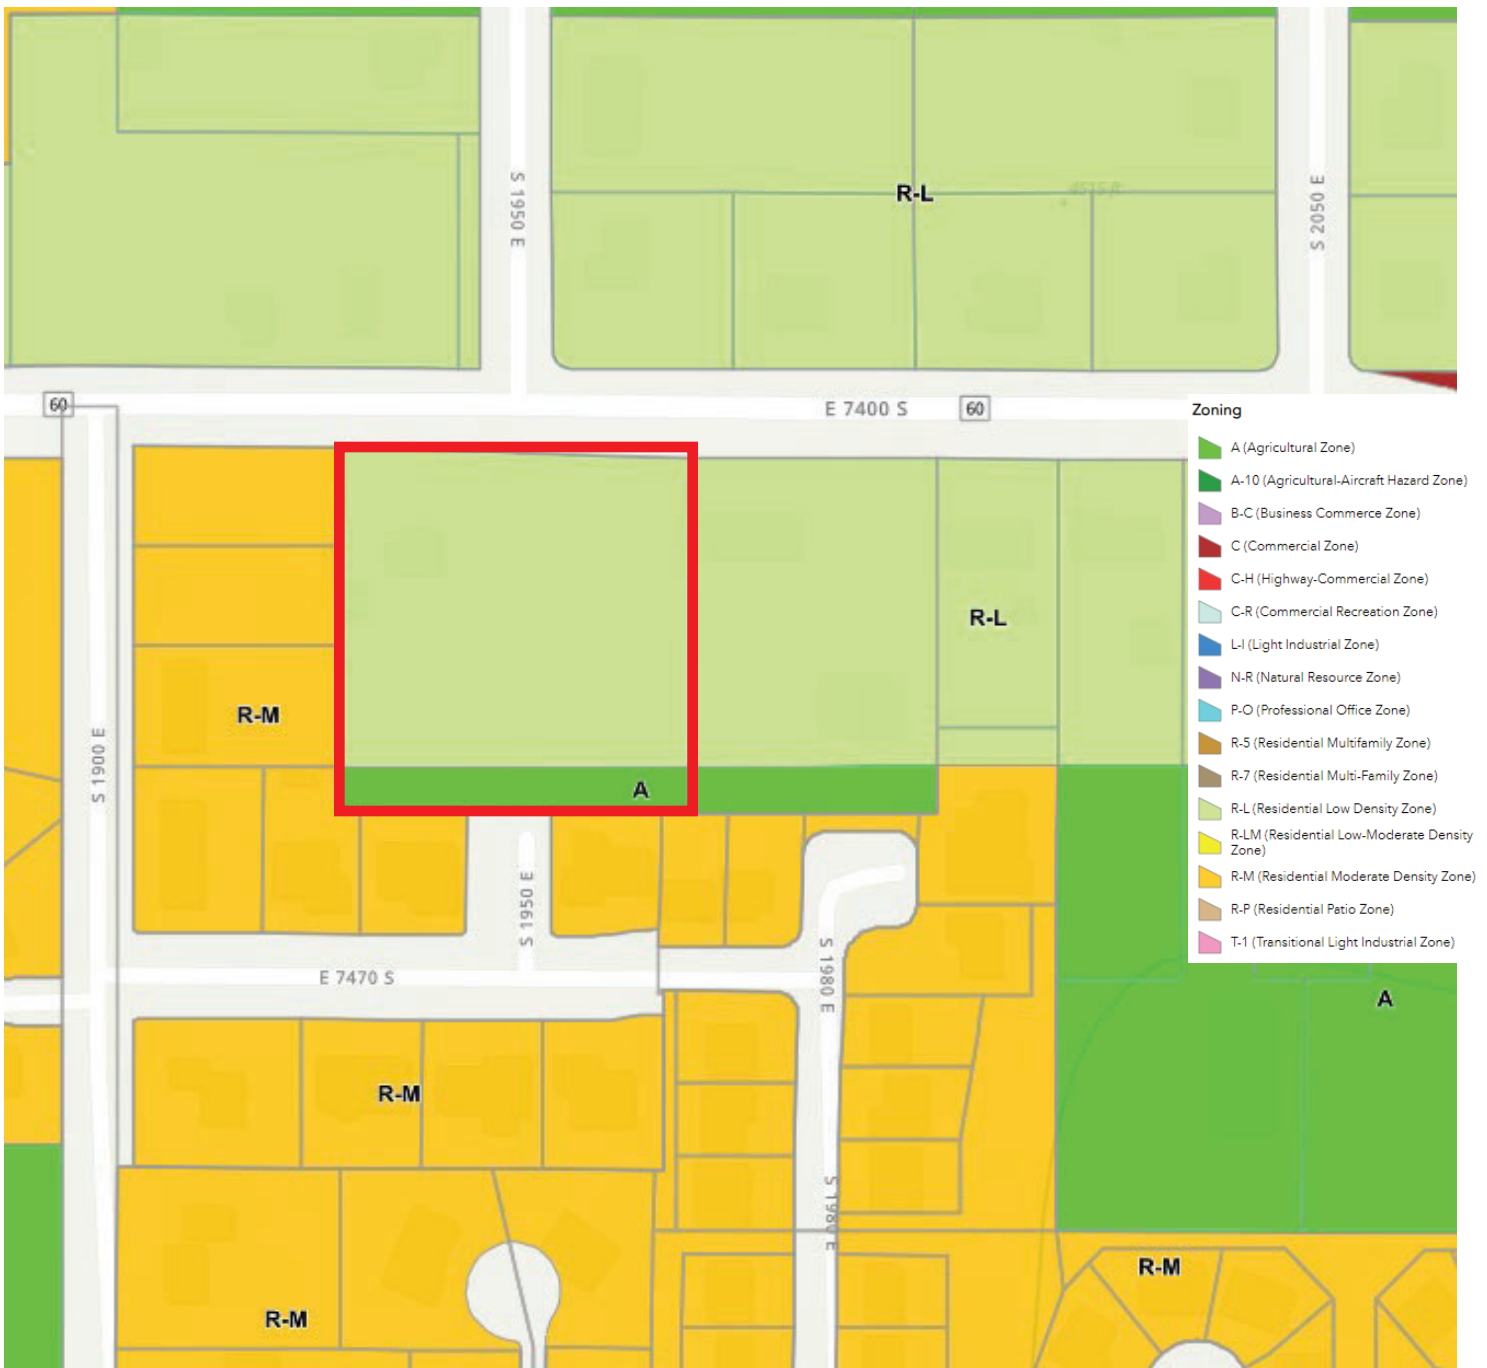 S 1950 E
R-L
4515 ft
S 2050 E
60
E 7400 S
60
Zoning
A (Agricultural Zone)
A-10 (Agricultural-Aircraft Hazard Zone)
B-C (Business Commerce Zone)
C (Commercial Zone)
C-H (Highway-Commercial Zone)
C-R (Commercial Recreation Zone)
L-I (Light Industrial Zone)
N-R (Natural Resource Zone)
P-O (Professional Office Zone)
R-5 (Residential Multifamily Zone)
R-7 (Residential Multi-Family Zone)
R-L (Residential Low Density Zone)
R-LM (Residential Low-Moderate Density
Zone)
R-M (Residential Moderate Density Zone)
R-P (Residential Patio Zone)
T-1 (Transitional Light Industrial Zone)
R-L
R-M
S 1900 E
A
S 1950 E
E 7470 S
S 1980 E
A
R-M
S 1980 E
R-M
R-M